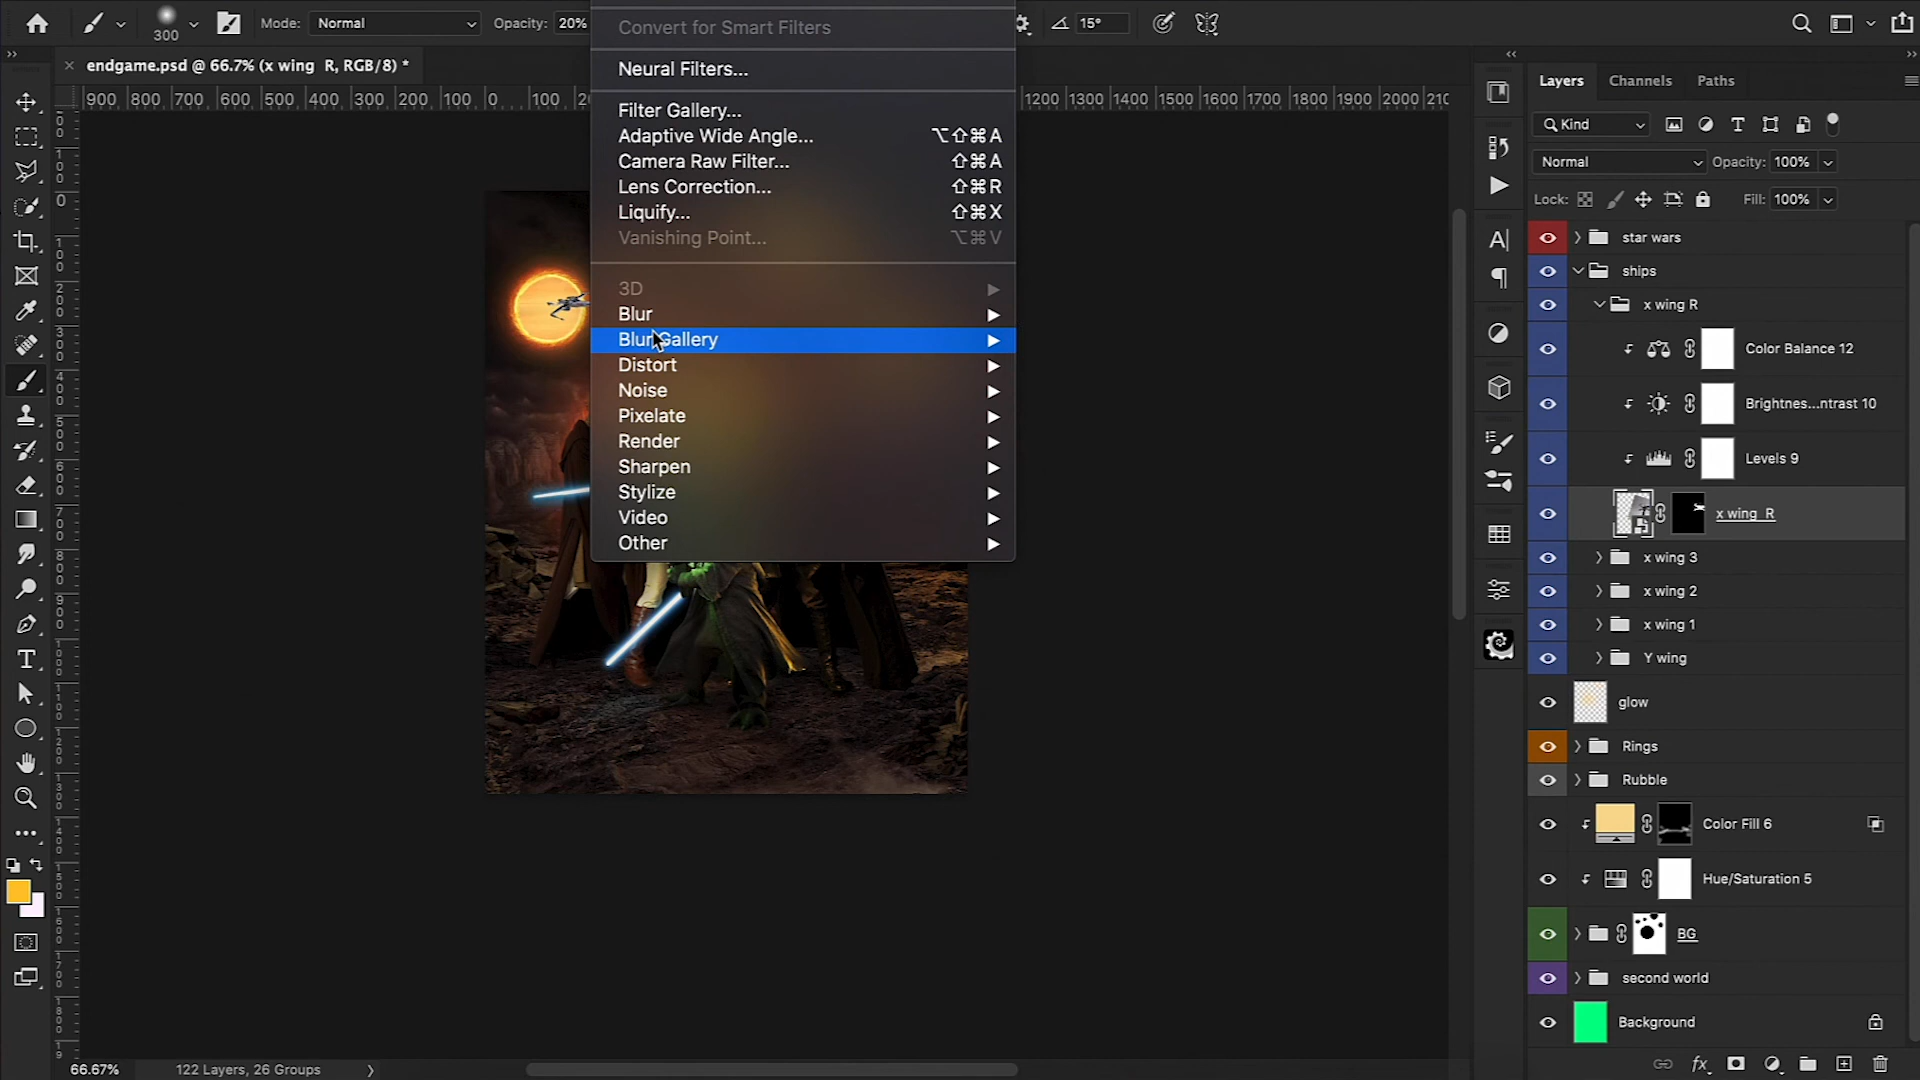 300
Mode: Normal
Opacity: 20%
15°
endgame.psd @ 66.7% (x wing  R, RGB/8) *
900 800 700 600 500 400 300 200 100 0 100 1200 1300 1400 1500 1600 1700 1800 1900 2000
Convert for Smart Filters
Neural Filters...
Filter Gallery...
Adaptive Wide Angle... ⌥⇧⌘A
Camera Raw Filter... ⇧⌘A
Lens Correction... ⇧⌘R
Liquify... ⇧⌘X
Vanishing Point... ⌥⌘V
3D
Blur
Blur Gallery
Distort
Noise
Pixelate
Render
Sharpen
Stylize
Video
Other
Layers Channels Paths
Kind
Normal Opacity: 100%
Lock: Fill: 100%
star wars
ships
x wing R
Color Balance 12
Brightnes...ntrast 10
Levels 9
x wing  R
x wing 3
x wing 2
x wing 1
Y wing
glow
Rings
Rubble
Color Fill 6
Hue/Saturation 5
BG
second world
Background
66.67% 122 Layers, 26 Groups